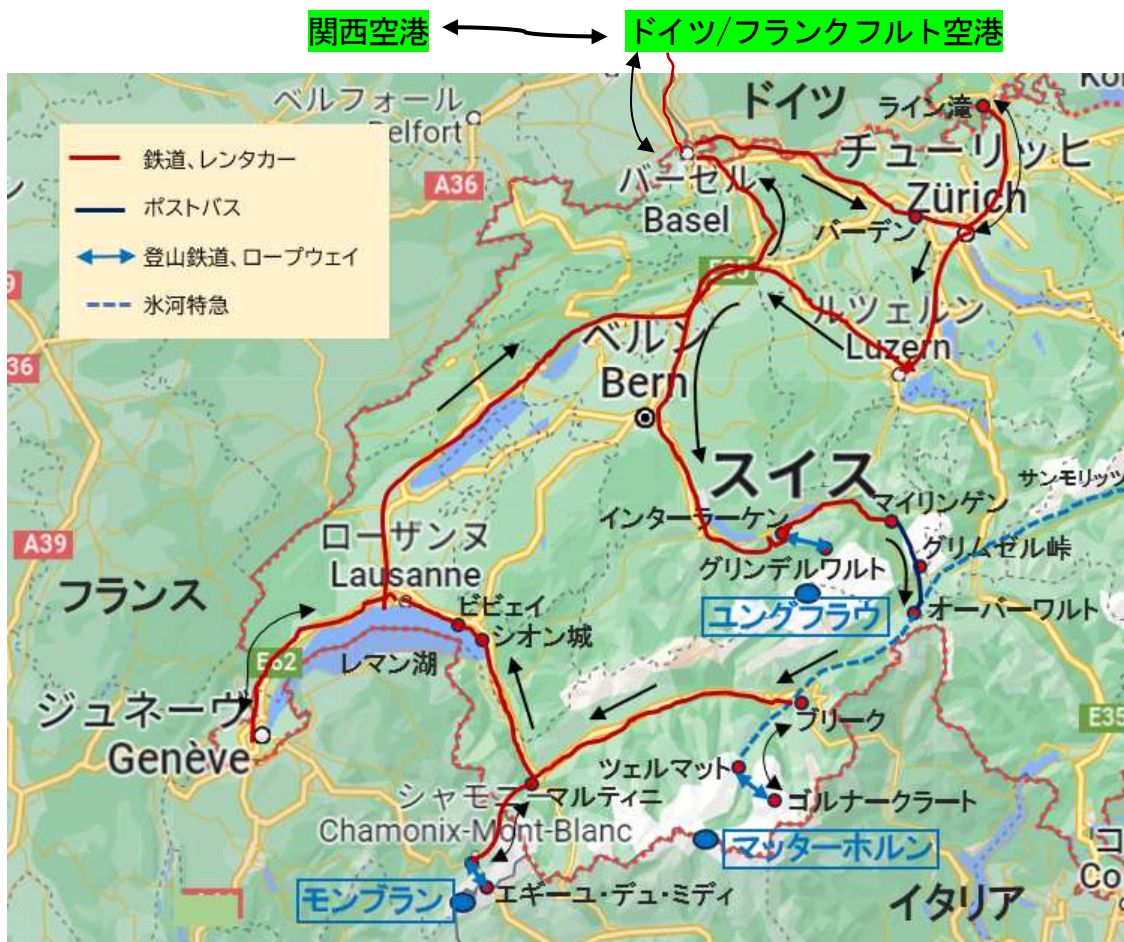 関西空港
ドイツ/フランクフルト空港
ベルフォール
Belfort
ドイツ
ライン滝
チューリッヒ
Zürich
鉄道、レンタカー
ポストバス
登山鉄道、ロープウェイ
氷河特急
A36
バーセル
Basel
バーデン
E25
ルツェルン
Luzern
ベルン
Bern
36
スイス
サンモリッツ
マイリンゲン
インターラーケン
グリムゼル峠
グリンデルワルト
ユングフラウ
オーバーワルト
A39
フランス
ローザンヌ
Lausanne
ビビェイ
シオン城
レマン湖
E62
ジュネーヴ
Genève
ブリーク
E35
ツェルマット
ゴルナークラート
シャモニー
マルティニ
Chamonix-Mont-Blanc
マッターホルン
コ
Co
モンブラン
エギーユ・デュ・ミディ
イタリア